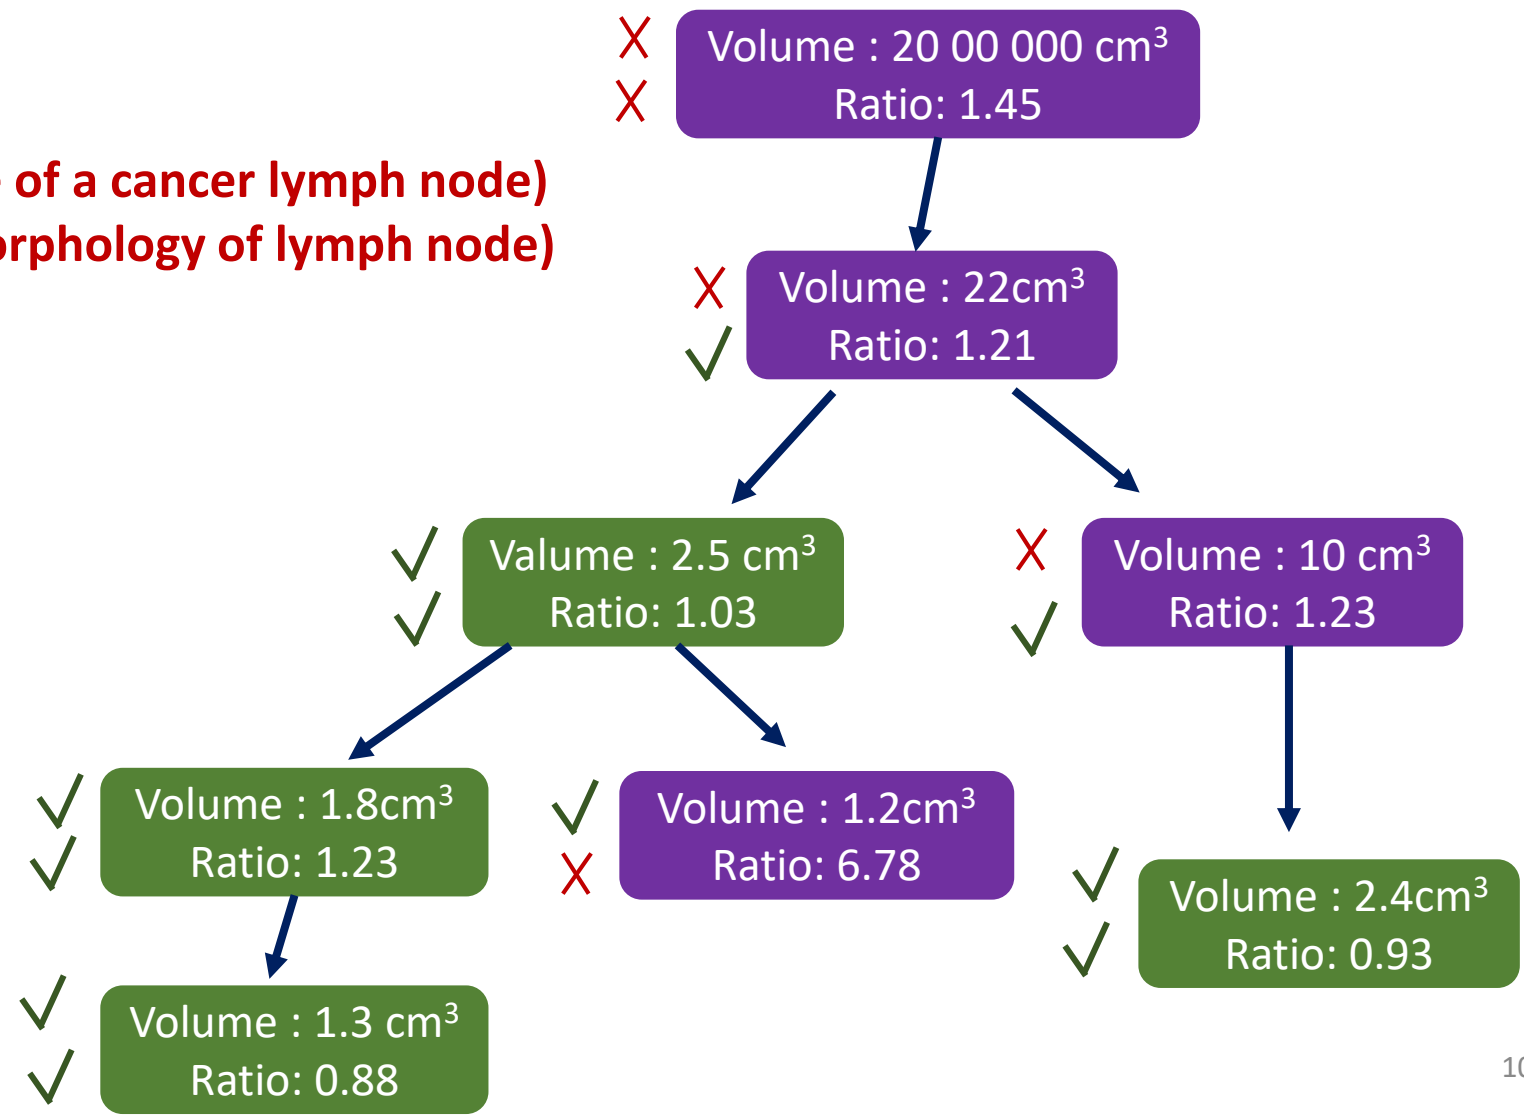 Volume : 20 00 000 cm³
Ratio: 1.45
of a cancer lymph node)
orphology of lymph node)
Volume : 22cm³
Ratio: 1.21
Valume : 2.5 cm³
Ratio: 1.03
Volume : 10 cm³
Ratio: 1.23
Volume : 1.8cm³
Ratio: 1.23
Volume : 1.2cm³
Ratio: 6.78
Volume : 2.4cm³
Ratio: 0.93
Volume : 1.3 cm³
Ratio: 0.88
10